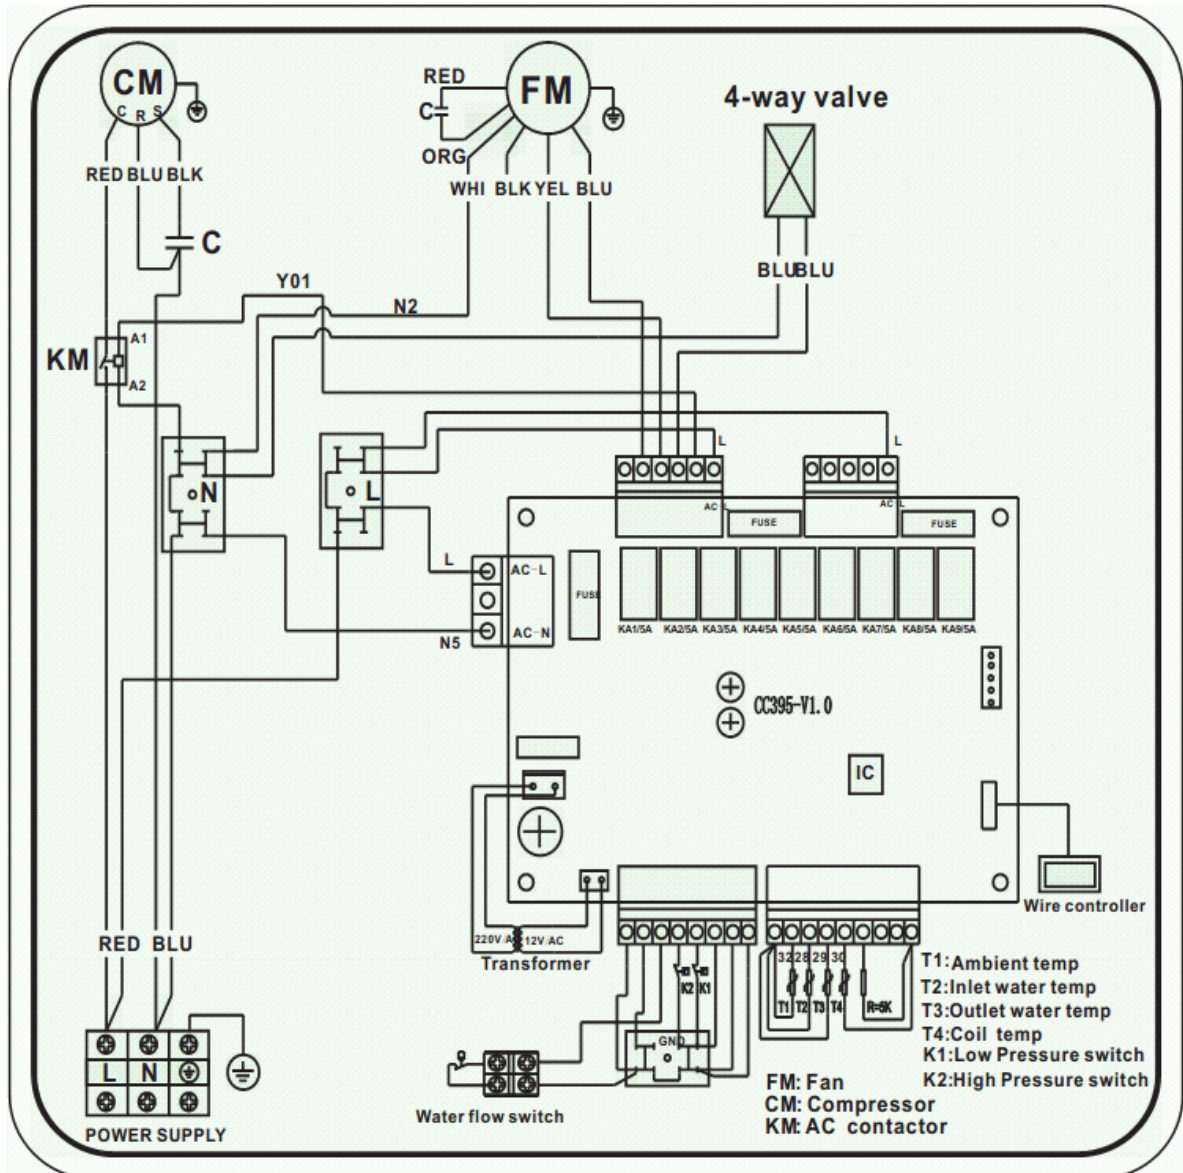 CM
C R S
RED BLU BLK
C
RED
C
ORG
FM
WHI BLK YEL BLU
4-way valve
BLU BLU
Y01
N2
KM
A1
A2
N
L
L
L
AC L
FUSE
AC L
FUSE
L
AC-L
FUSE
AC-N
N5
KA1/5A KA2/5A KA3/5A KA4/5A KA5/5A KA6/5A KA7/5A KA8/5A KA9/5A
CC395-V1.0
IC
Wire controller
220V/A 12V/AC
Transformer
RED BLU
L N
POWER SUPPLY
Water flow switch
K2 K1
GND
32 28 29 30
T1 T2 T3 T4 R=5K
T1:Ambient temp
T2:Inlet water temp
T3:Outlet water temp
T4:Coil temp
K1:Low Pressure switch
K2:High Pressure switch
FM: Fan
CM: Compressor
KM: AC contactor